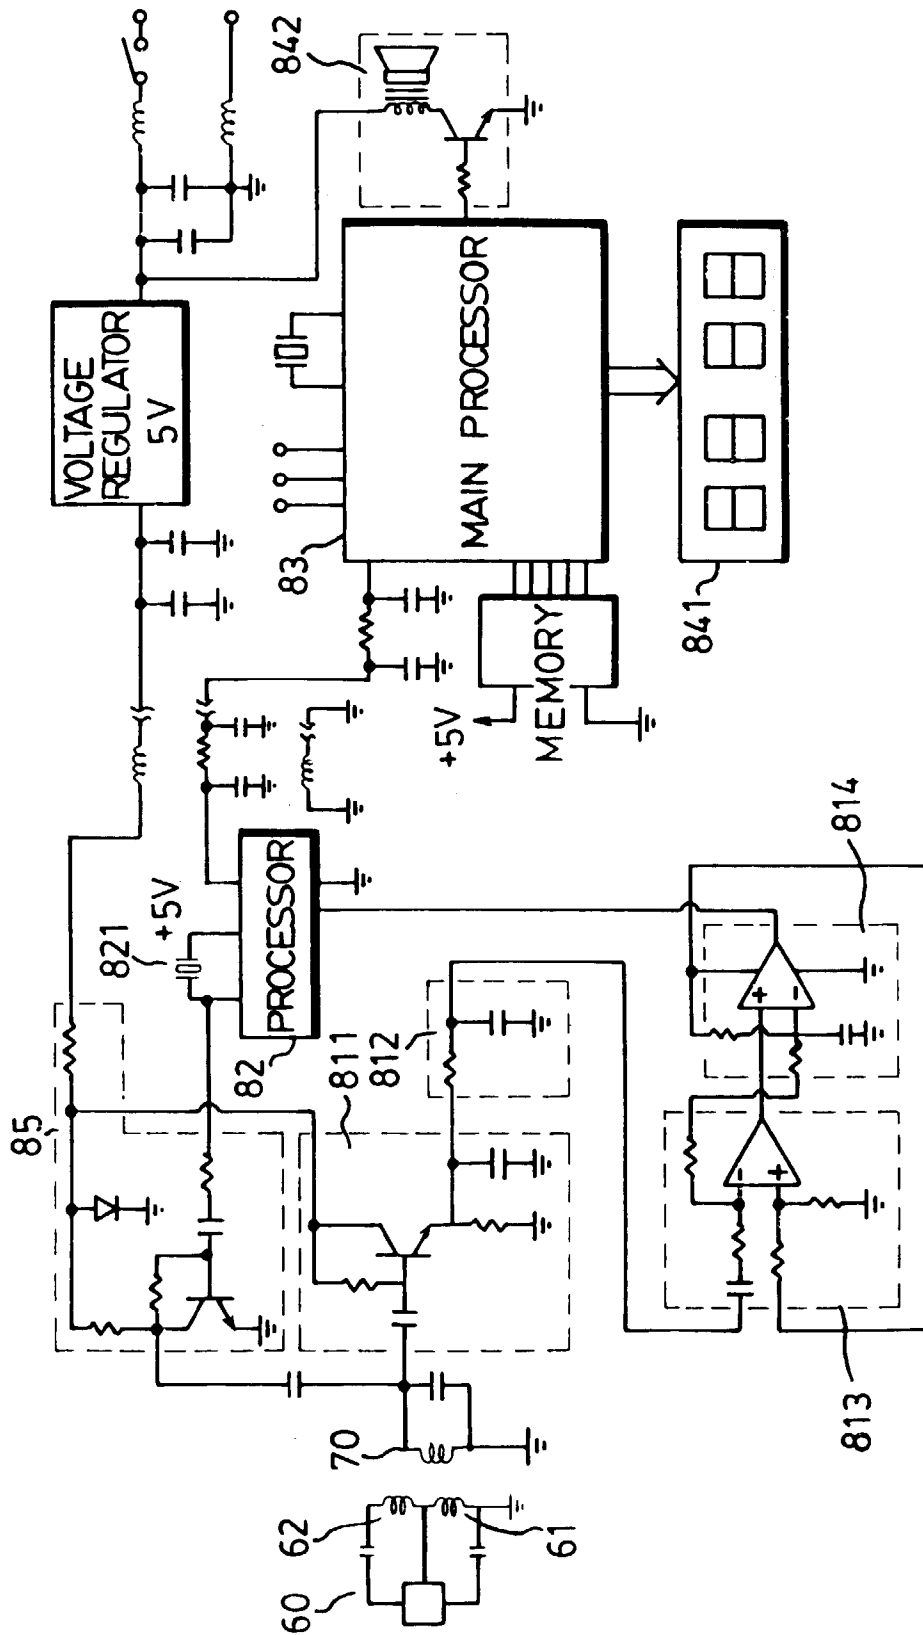 842
VOLTAGE
REGULATOR
5V
83
MAIN PROCESSOR
841
+5V
MEMORY
821
+5V
PROCESSOR
82
85
811
812
814
813
+
-
-
+
70
62
61
60